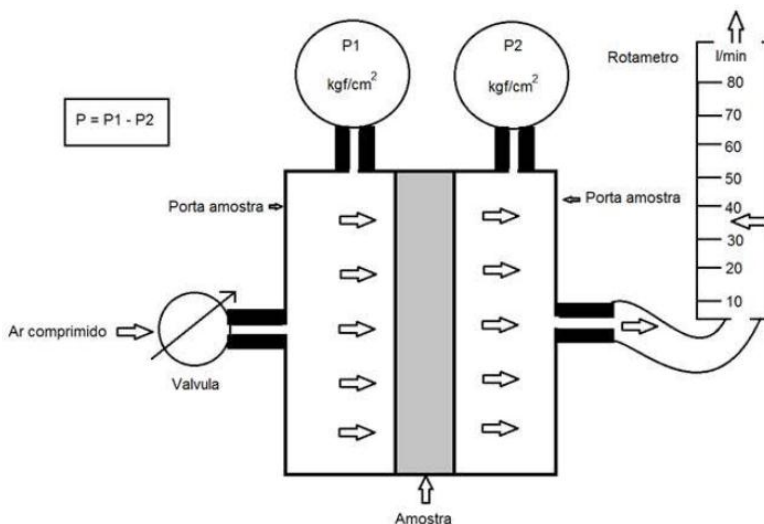 P1
kgf/cm²
P2
kgf/cm²
Rotametro
l/min
P = P1 - P2
80
70
60
50
40
30
20
10
Porta amostra
Porta amostra
Ar comprimido
Valvula
Amostra